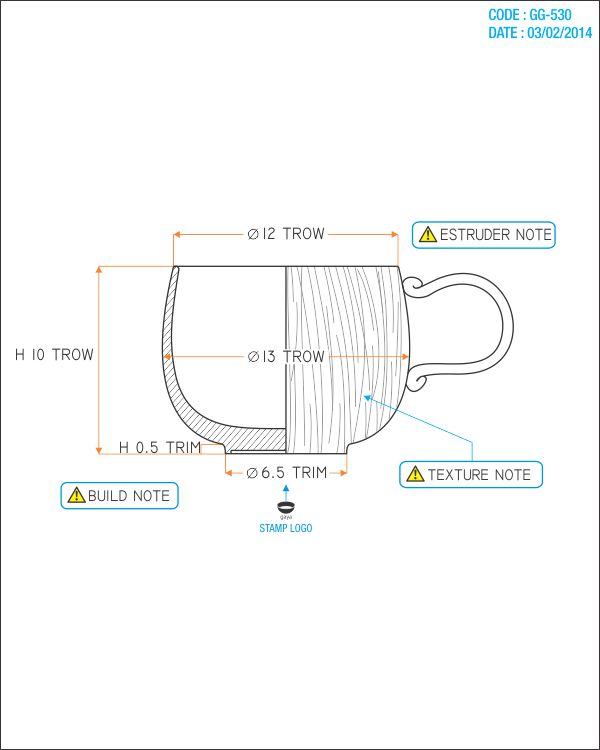 CODE : GG-530
DATE : 03/02/2014
Ø 12 TROW
ESTRUDER NOTE
H 10 TROW
Ø 13 TROW
H 0.5 TRIM
Ø 6.5 TRIM
TEXTURE NOTE
BUILD NOTE
gaya
STAMP LOGO